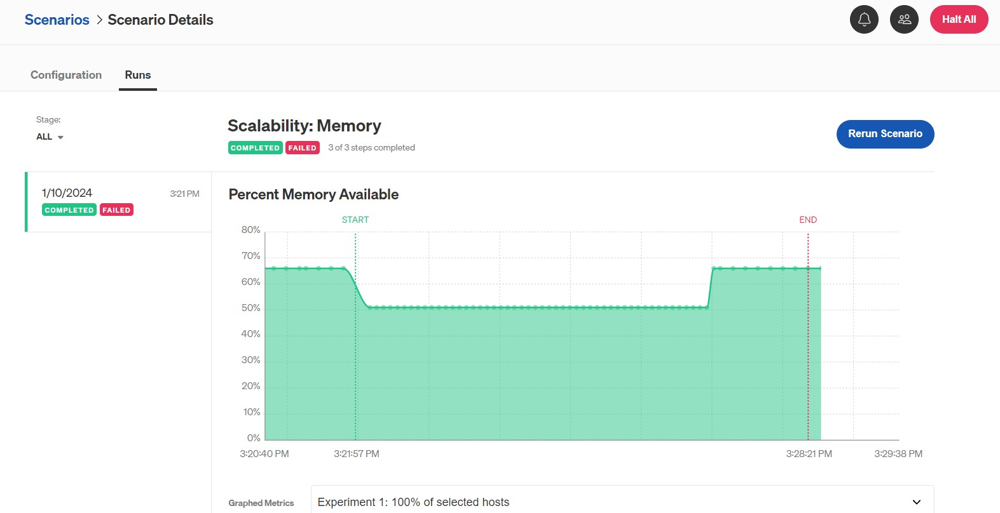 Scenarios > Scenario Details
Halt All
Configuration
Runs
Stage:
ALL
Scalability: Memory
COMPLETED FAILED 3 of 3 steps completed
Rerun Scenario
1/10/2024 3:21 PM
COMPLETED FAILED
Percent Memory Available
START
END
80%
70%
60%
50%
40%
30%
20%
10%
0%
3:20:40 PM
3:21:57 PM
3:28:21 PM
3:29:38 PM
Graphed Metrics
Experiment 1: 100% of selected hosts